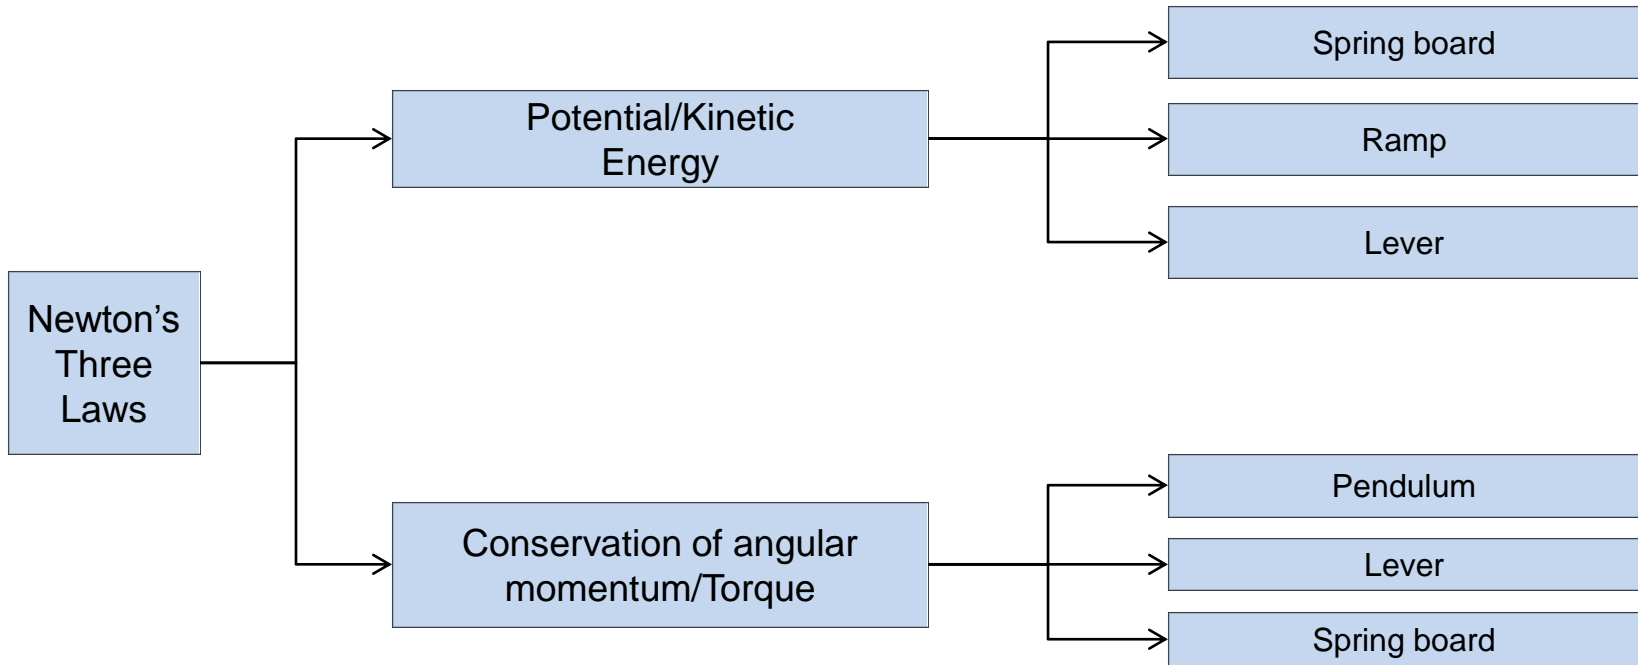 Newton’s
Three
Laws
Potential/Kinetic
Energy
Spring board
Ramp
Lever
Conservation of angular
momentum/Torque
Pendulum
Lever
Spring board